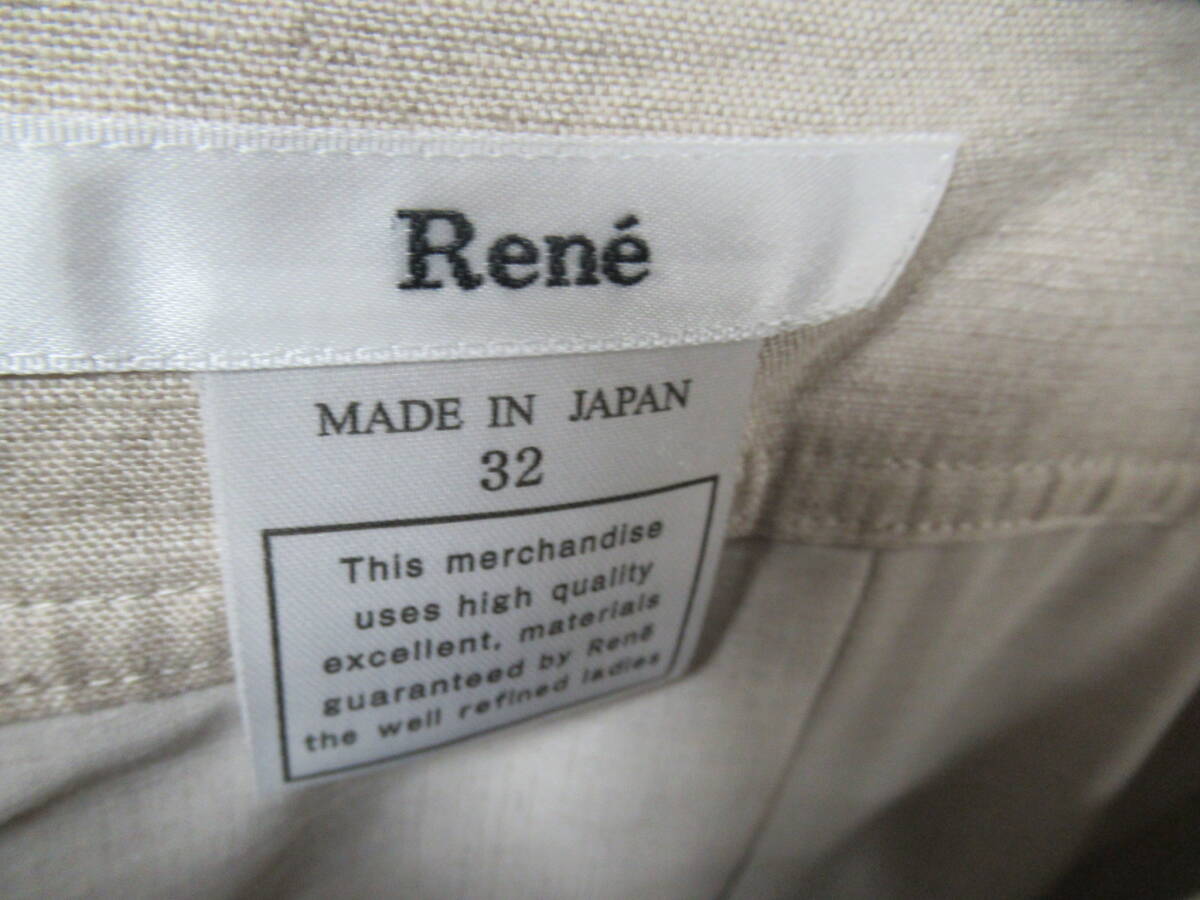 René
MADE IN JAPAN
32
This merchandise
uses high quality
excellent, materials
guaranteed by René
the well refined ladies